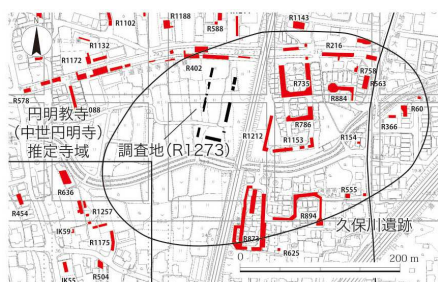 R1102
R1188
R588
R1143
R1132
R1172
R402
R216
R758
R563
R578
R735
R884
R60
088
円明教寺
(中世円明寺)
推定寺域
調査地(R1273)
R786
R366
R1212
R1153
R154
R636
R555
R454
R1257
R894
久保川遺跡
IK59
R1175
R873
R625
0
200 m
IK55
R504